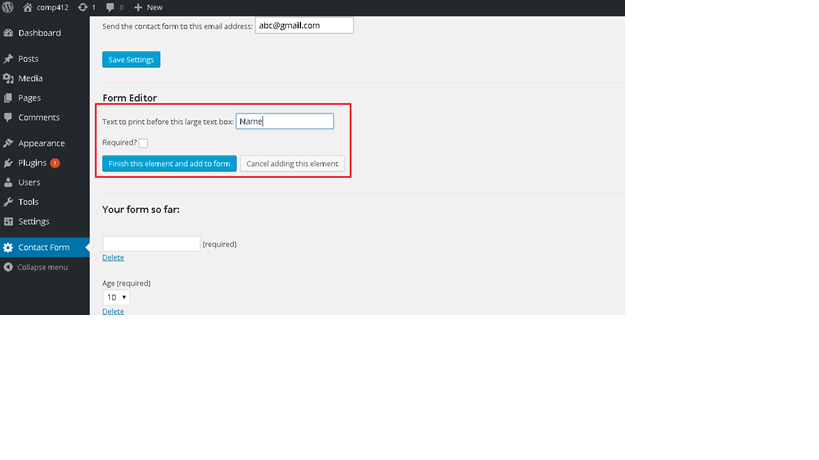 comp412 1 0 + New
Dashboard
Posts
Media
Pages
Comments
Appearance
Plugins 1
Users
Tools
Settings
Contact Form
Collapse menu
Send the contact form to this email address: abc@gmail.com
Save Settings
Form Editor
Text to print before this large text box: Name
Required?
Finish this element and add to form Cancel adding this element
Your form so far:
[required]
Delete
Age [required]
10
Delete